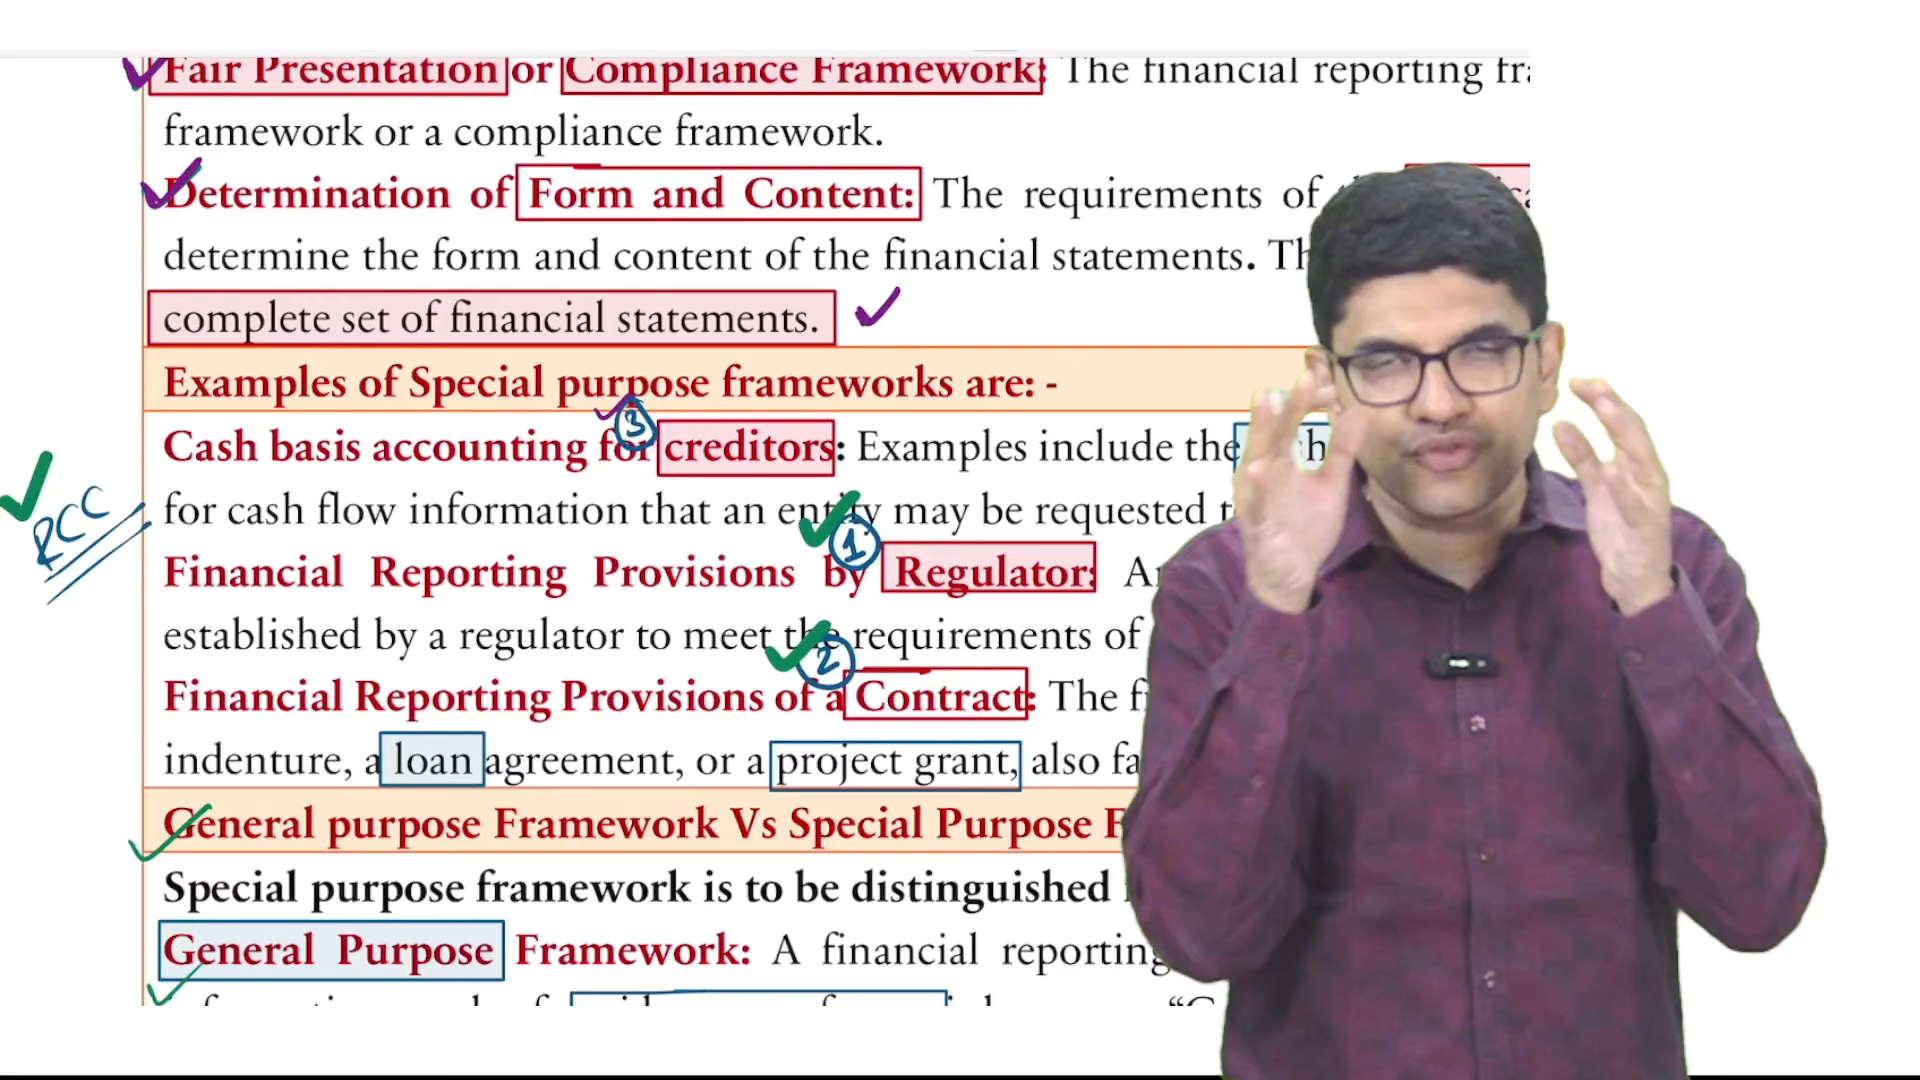 Fair Presentation or Compliance Framework: The financial reporting
framework or a compliance framework.
Determination of Form and Content: The requirements of
determine the form and content of the financial statements.
complete set of financial statements.
Examples of Special purpose frameworks are: -
3
Cash basis accounting for creditors: Examples include the
RCC
for cash flow information that an entity may be requested
1
Financial Reporting Provisions by Regulator:
established by a regulator to meet the requirements of
2
Financial Reporting Provisions of a Contract: The
indenture, a loan agreement, or a project grant, also
General purpose Framework Vs Special Purpose
Special purpose framework is to be distinguished
General Purpose Framework: A financial reporting